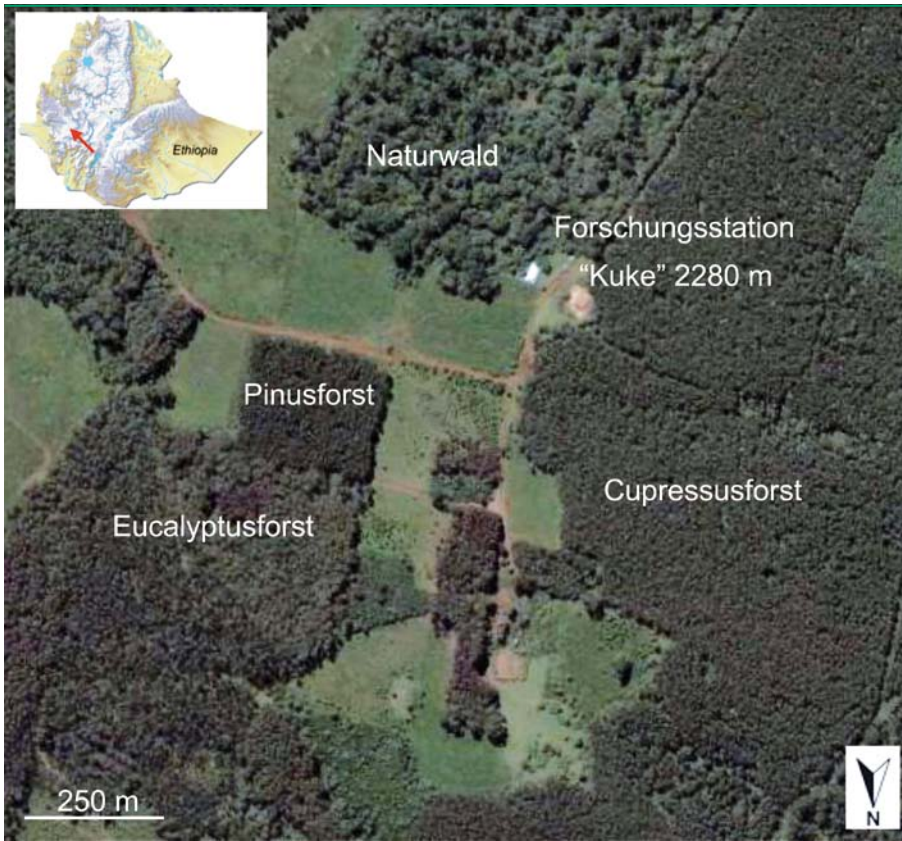 Ethiopia
Naturwald
Forschungsstation
“Kuke” 2280 m
Pinusforst
Cupressusforst
Eucalyptusforst
250 m
N